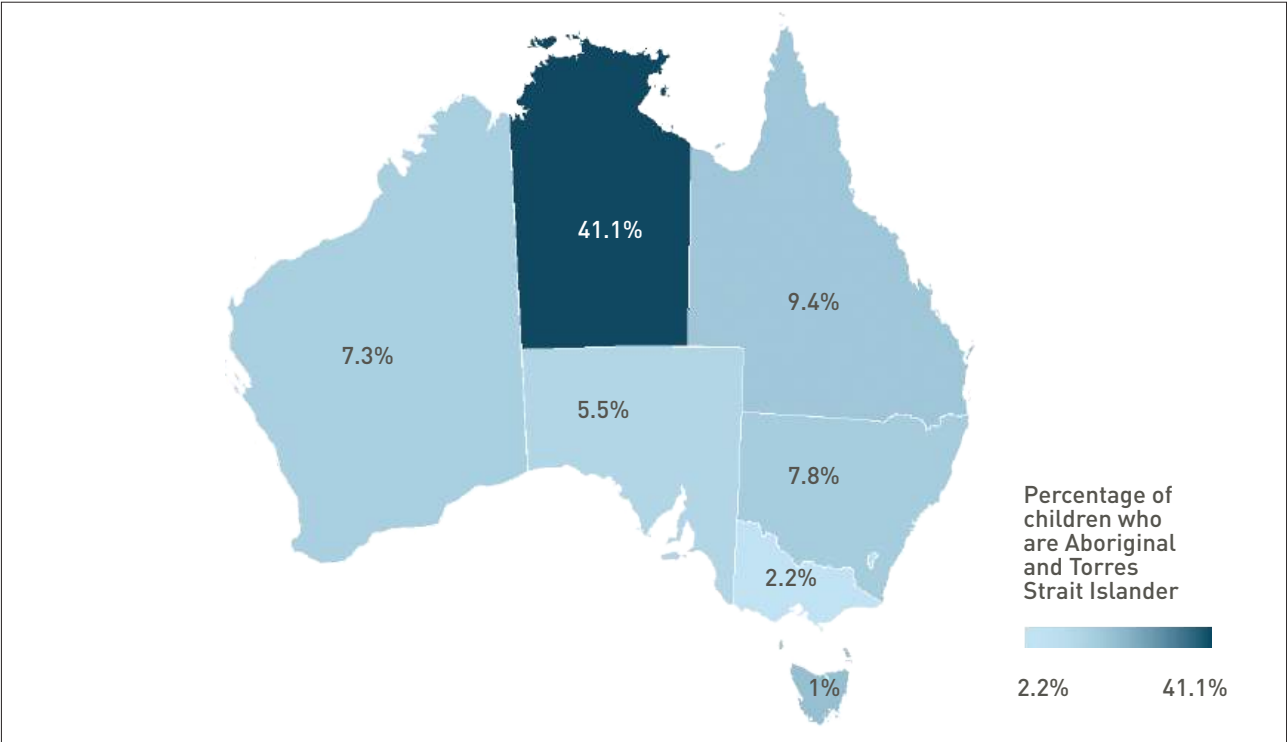 41.1%
9.4%
7.3%
5.5%
7.8%
2.2%
1%
Percentage of
children who
are Aboriginal
and Torres
Strait Islander
2.2% 41.1%